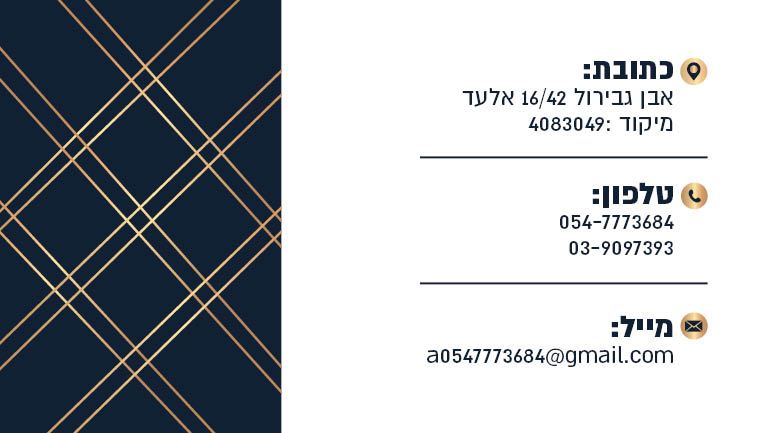 כתובת:
אבן גבירול 16/42 אלעד
מיקוד: 4083049
טלפון:
054-7773684
03-9097393
מייל:
a0547773684@gmail.com